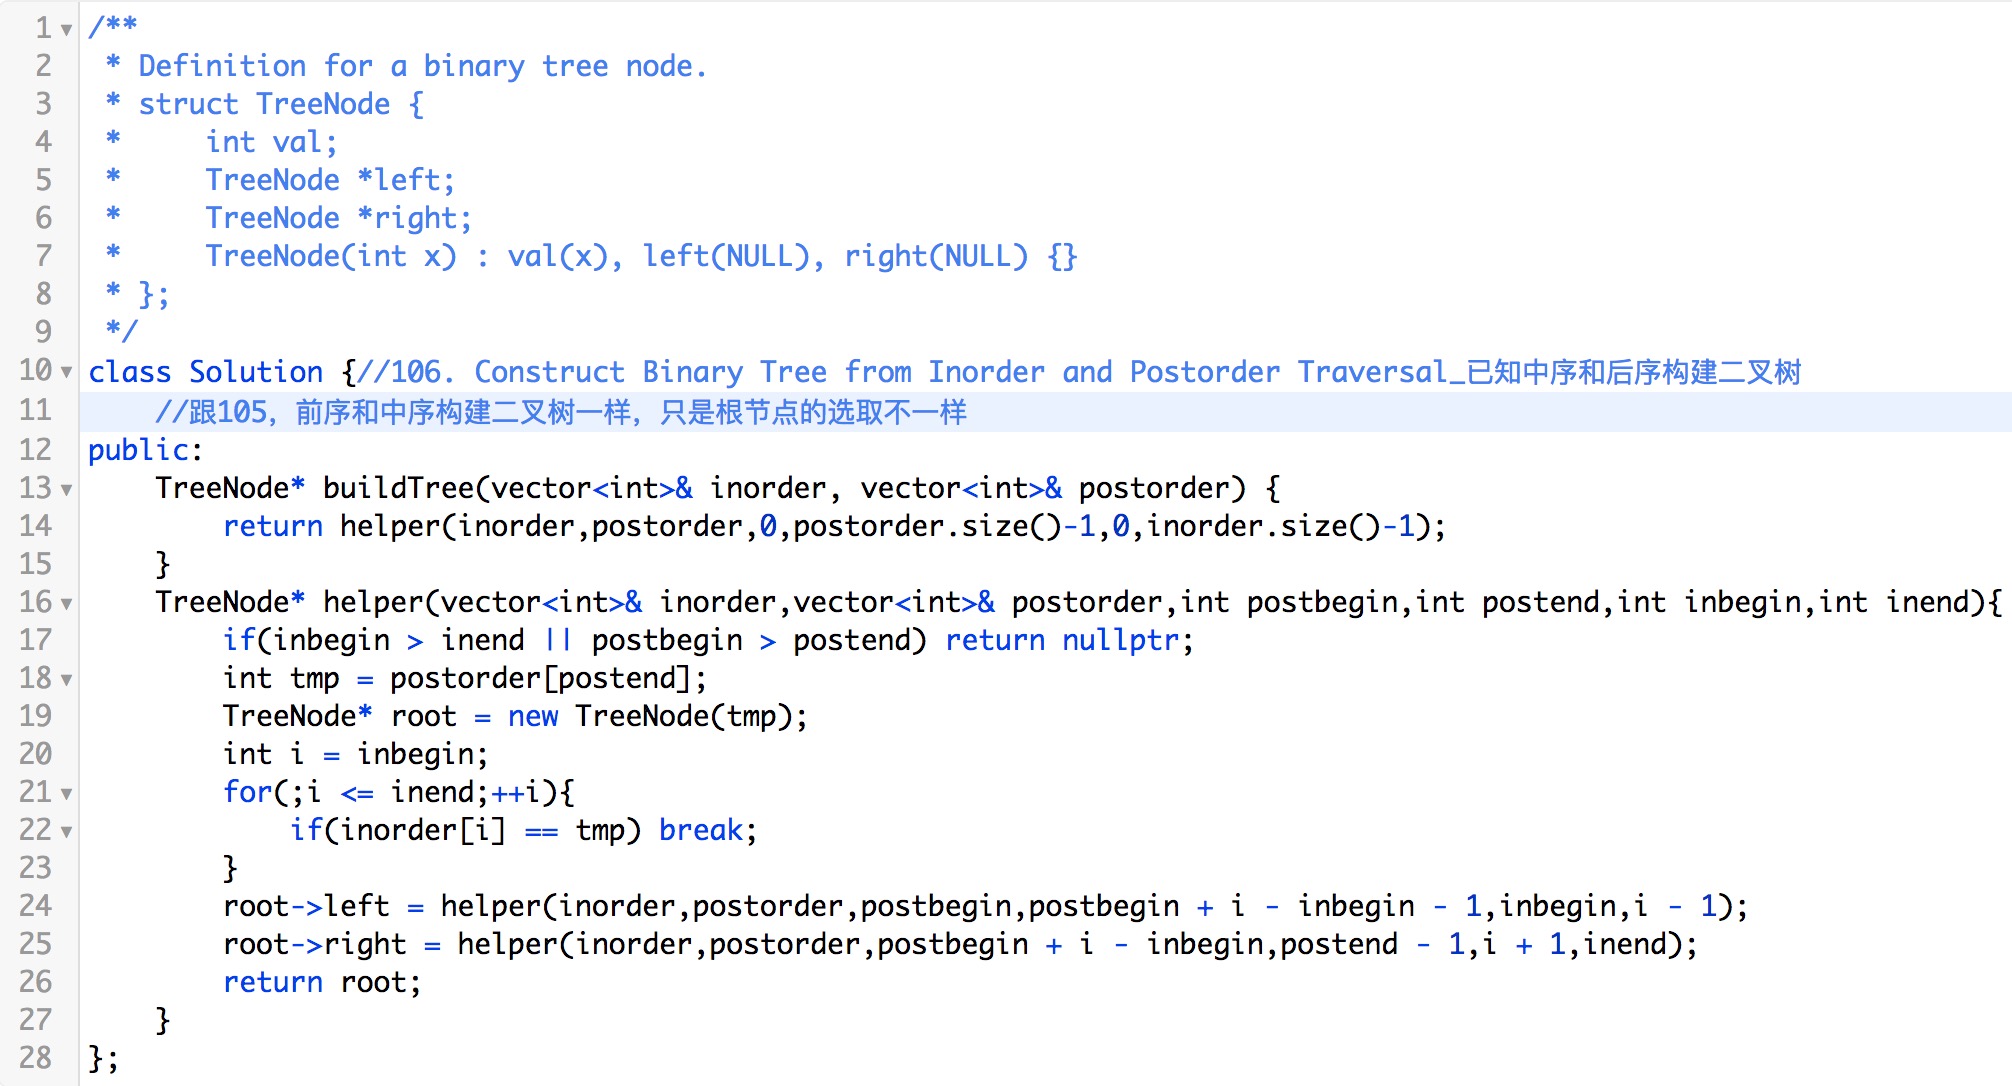 1 /**
2  * Definition for a binary tree node.
3  * struct TreeNode {
4  *     int val;
5  *     TreeNode *left;
6  *     TreeNode *right;
7  *     TreeNode(int x) : val(x), left(NULL), right(NULL) {}
8  * };
9  */
10 class Solution {//106. Construct Binary Tree from Inorder and Postorder Traversal_已知中序和后序构建二叉树
11     //跟105，前序和中序构建二叉树一样，只是根节点的选取不一样
12 public:
13     TreeNode* buildTree(vector<int>& inorder, vector<int>& postorder) {
14         return helper(inorder,postorder,0,postorder.size()-1,0,inorder.size()-1);
15     }
16     TreeNode* helper(vector<int>& inorder,vector<int>& postorder,int postbegin,int postend,int inbegin,int inend){
17         if(inbegin > inend || postbegin > postend) return nullptr;
18         int tmp = postorder[postend];
19         TreeNode* root = new TreeNode(tmp);
20         int i = inbegin;
21         for(;i <= inend;++i){
22             if(inorder[i] == tmp) break;
23         }
24         root->left = helper(inorder,postorder,postbegin,postbegin + i - inbegin - 1,inbegin,i - 1);
25         root->right = helper(inorder,postorder,postbegin + i - inbegin,postend - 1,i + 1,inend);
26         return root;
27     }
28 };